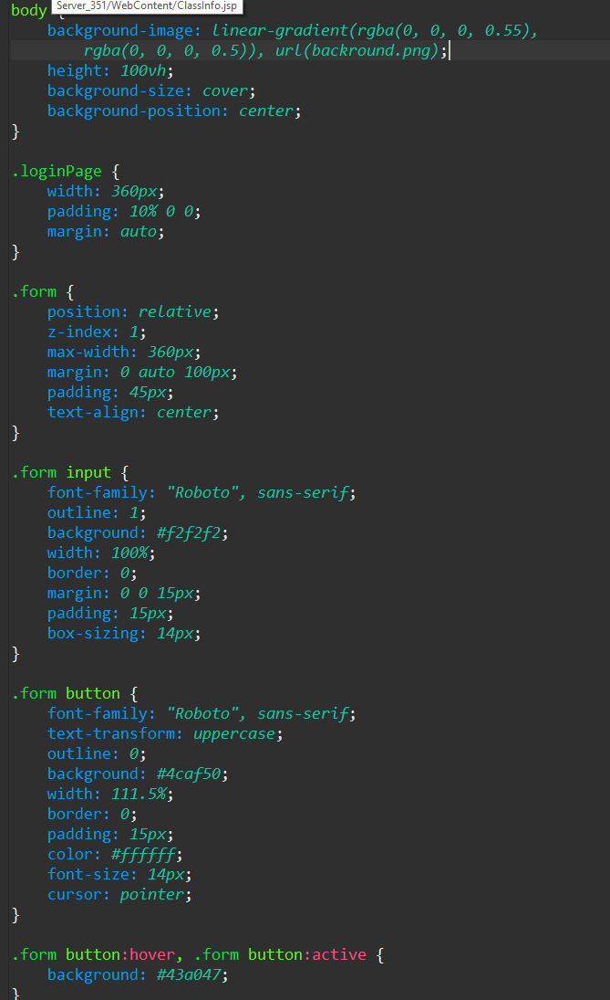 Server_351/WebContent/ClassInfo.jsp
body {
    background-image: linear-gradient(rgba(0, 0, 0, 0.55),
        rgba(0, 0, 0, 0.5)), url(backround.png);
    height: 100vh;
    background-size: cover;
    background-position: center;
}
.loginPage {
    width: 360px;
    padding: 10% 0 0;
    margin: auto;
}
.form {
    position: relative;
    z-index: 1;
    max-width: 360px;
    margin: 0 auto 100px;
    padding: 45px;
    text-align: center;
}
.form input {
    font-family: "Roboto", sans-serif;
    outline: 1;
    background: #f2f2f2;
    width: 100%;
    border: 0;
    margin: 0 0 15px;
    padding: 15px;
    box-sizing: 14px;
}
.form button {
    font-family: "Roboto", sans-serif;
    text-transform: uppercase;
    outline: 0;
    background: #4caf50;
    width: 111.5%;
    border: 0;
    padding: 15px;
    color: #ffffff;
    font-size: 14px;
    cursor: pointer;
}
.form button:hover, .form button:active {
    background: #43a047;
}